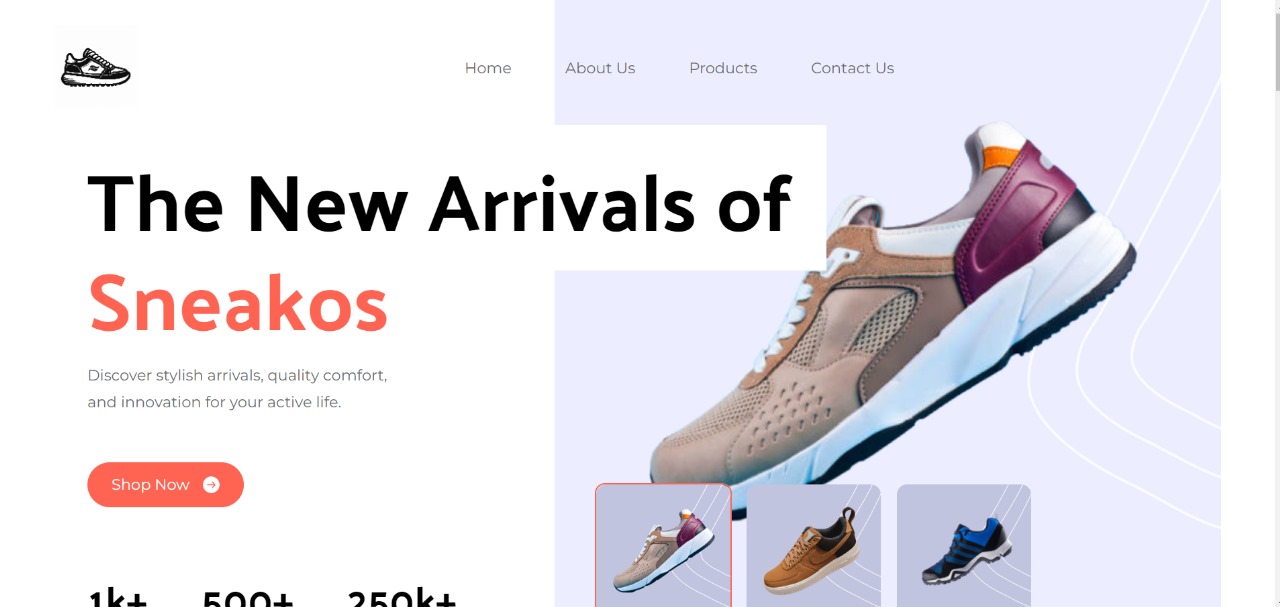 Home About Us Products Contact Us
The New Arrivals of
Sneakos
Discover stylish arrivals, quality comfort,
and innovation for your active life.
Shop Now
1k+ 500+ 250k+